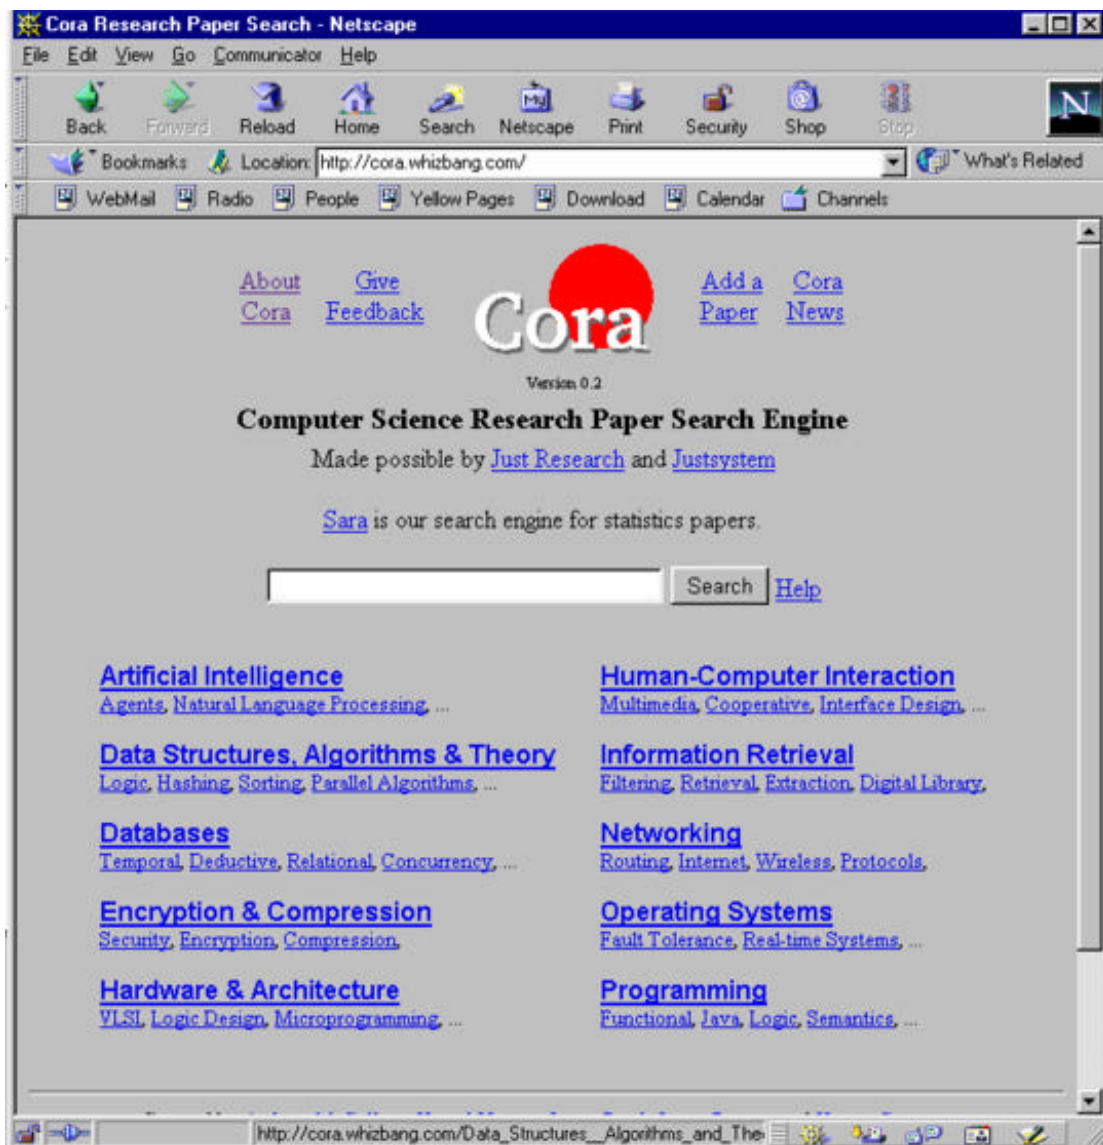 Cora Research Paper Search - Netscape
File Edit View Go Communicator Help
Back Forward Reload Home Search Netscape Print Security Shop Stop
My
N
Bookmarks Location: http://cora.whizbang.com/ What's Related
WebMail Radio People Yellow Pages Download Calendar Channels
About Cora
Give Feedback
Cora
Add a Paper
Cora News
Version 0.2
Computer Science Research Paper Search Engine
Made possible by Just Research and Justsystem
Sara is our search engine for statistics papers.
Search Help
Artificial Intelligence
Agents, Natural Language Processing, ...
Human-Computer Interaction
Multimedia, Cooperative, Interface Design, ...
Data Structures, Algorithms & Theory
Logic, Hashing, Sorting, Parallel Algorithms, ...
Information Retrieval
Filtering, Retrieval, Extraction, Digital Library,
Databases
Temporal, Deductive, Relational, Concurrency, ...
Networking
Routing, Internet, Wireless, Protocols,
Encryption & Compression
Security, Encryption, Compression,
Operating Systems
Fault Tolerance, Real-time Systems, ...
Hardware & Architecture
VLSI, Logic Design, Microprogramming, ...
Programming
Functional, Java, Logic, Semantics, ...
http://cora.whizbang.com/Data_Structures__Algorithms_and_The